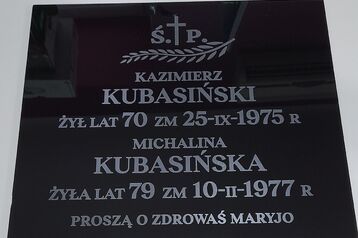 Ś.†P.
KAZIMIERZ
KUBASIŃSKI
ŻYŁ LAT 70 ZM 25-IX-1975 R
MICHALINA
KUBASIŃSKA
ŻYŁA LAT 79 ZM 10-II-1977 R
PROSZĄ O ZDROWAŚ MARYJO